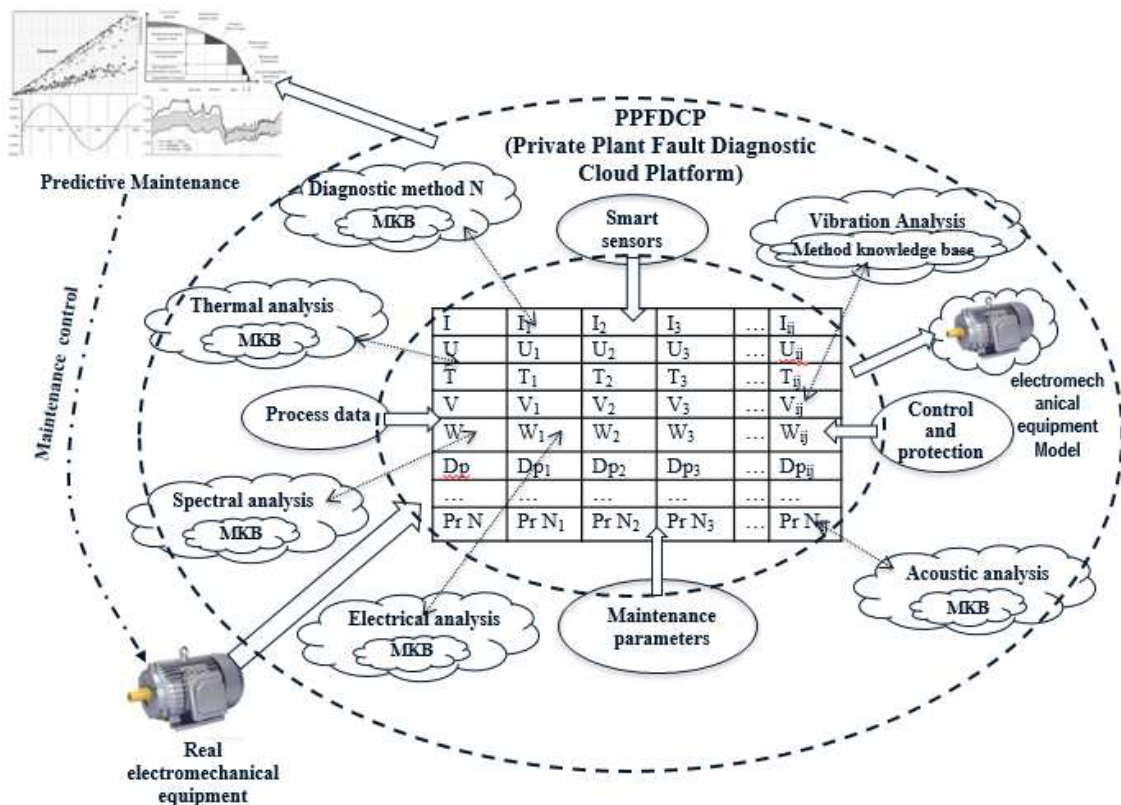 PPFDCP
(Private Plant Fault Diagnostic
Cloud Platform)
Predictive Maintenance
Diagnostic method N
MKB
Smart
sensors
Vibration Analysis
Method knowledge base
Thermal analysis
MKB
Maintenance control
Process data
I I₁ I₂ I₃ … Iᵢⱼ
U U₁ U₂ U₃ … Uᵢⱼ
T T₁ T₂ T₃ … Tᵢⱼ
V V₁ V₂ V₃ … Vᵢⱼ
W W₁ W₂ W₃ … Wᵢⱼ
Dp Dp₁ Dp₂ Dp₃ … Dpᵢⱼ
… … … … … …
Pr N Pr N₁ Pr N₂ Pr N₃ … Pr Nᵢⱼ
electromech
anical
equipment
Model
Control
and
protection
Spectral analysis
MKB
Electrical analysis
MKB
Maintenance
parameters
Acoustic analysis
MKB
Real
electromechanical
equipment